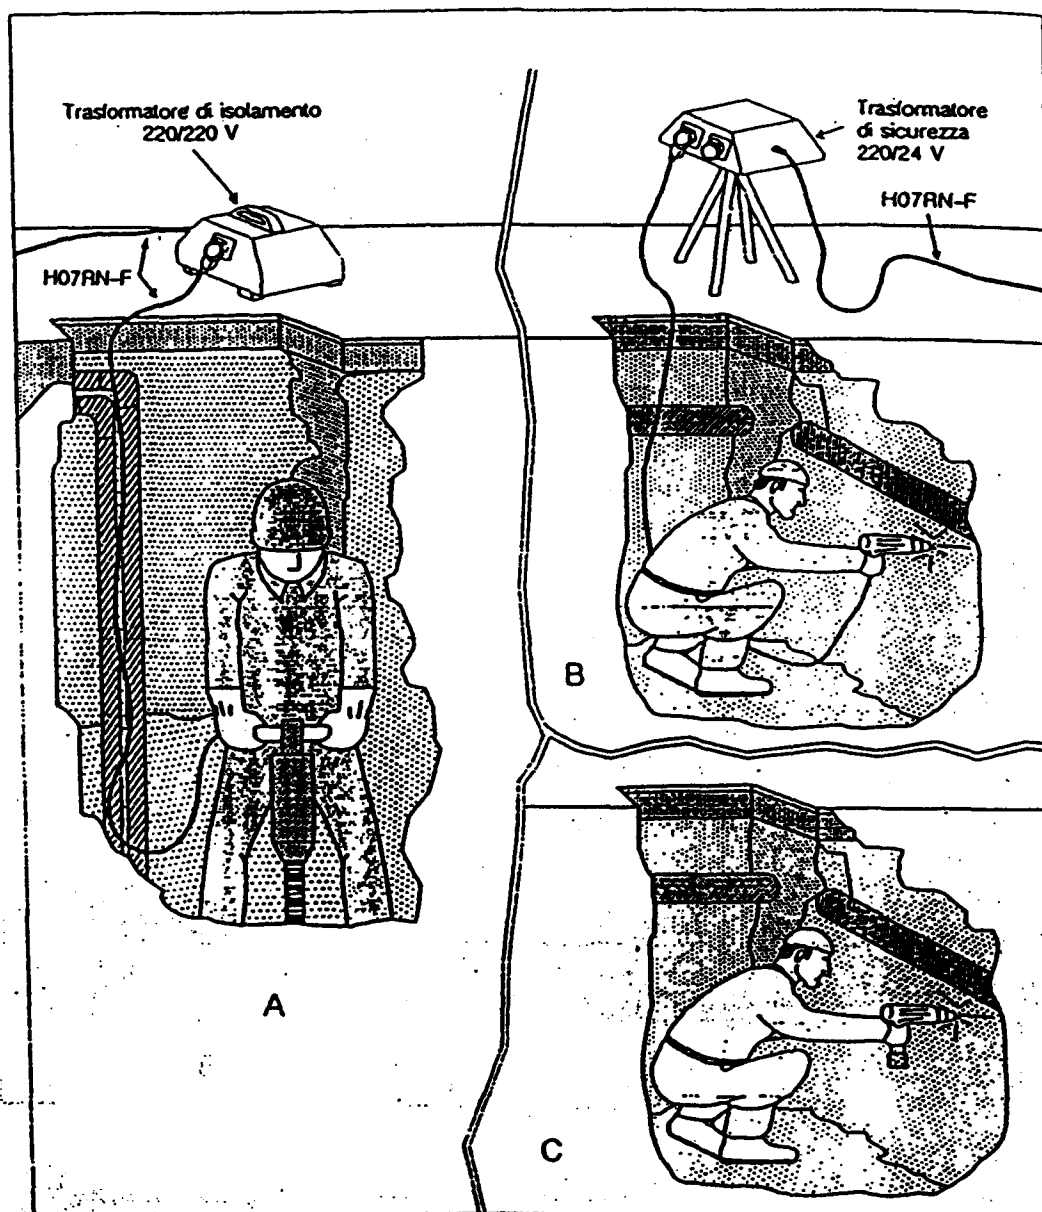 Trasformatore di isolamento
220/220 V
H07RN-F
A
Trasformatore
di sicurezza
220/24 V
H07RN-F
B
C